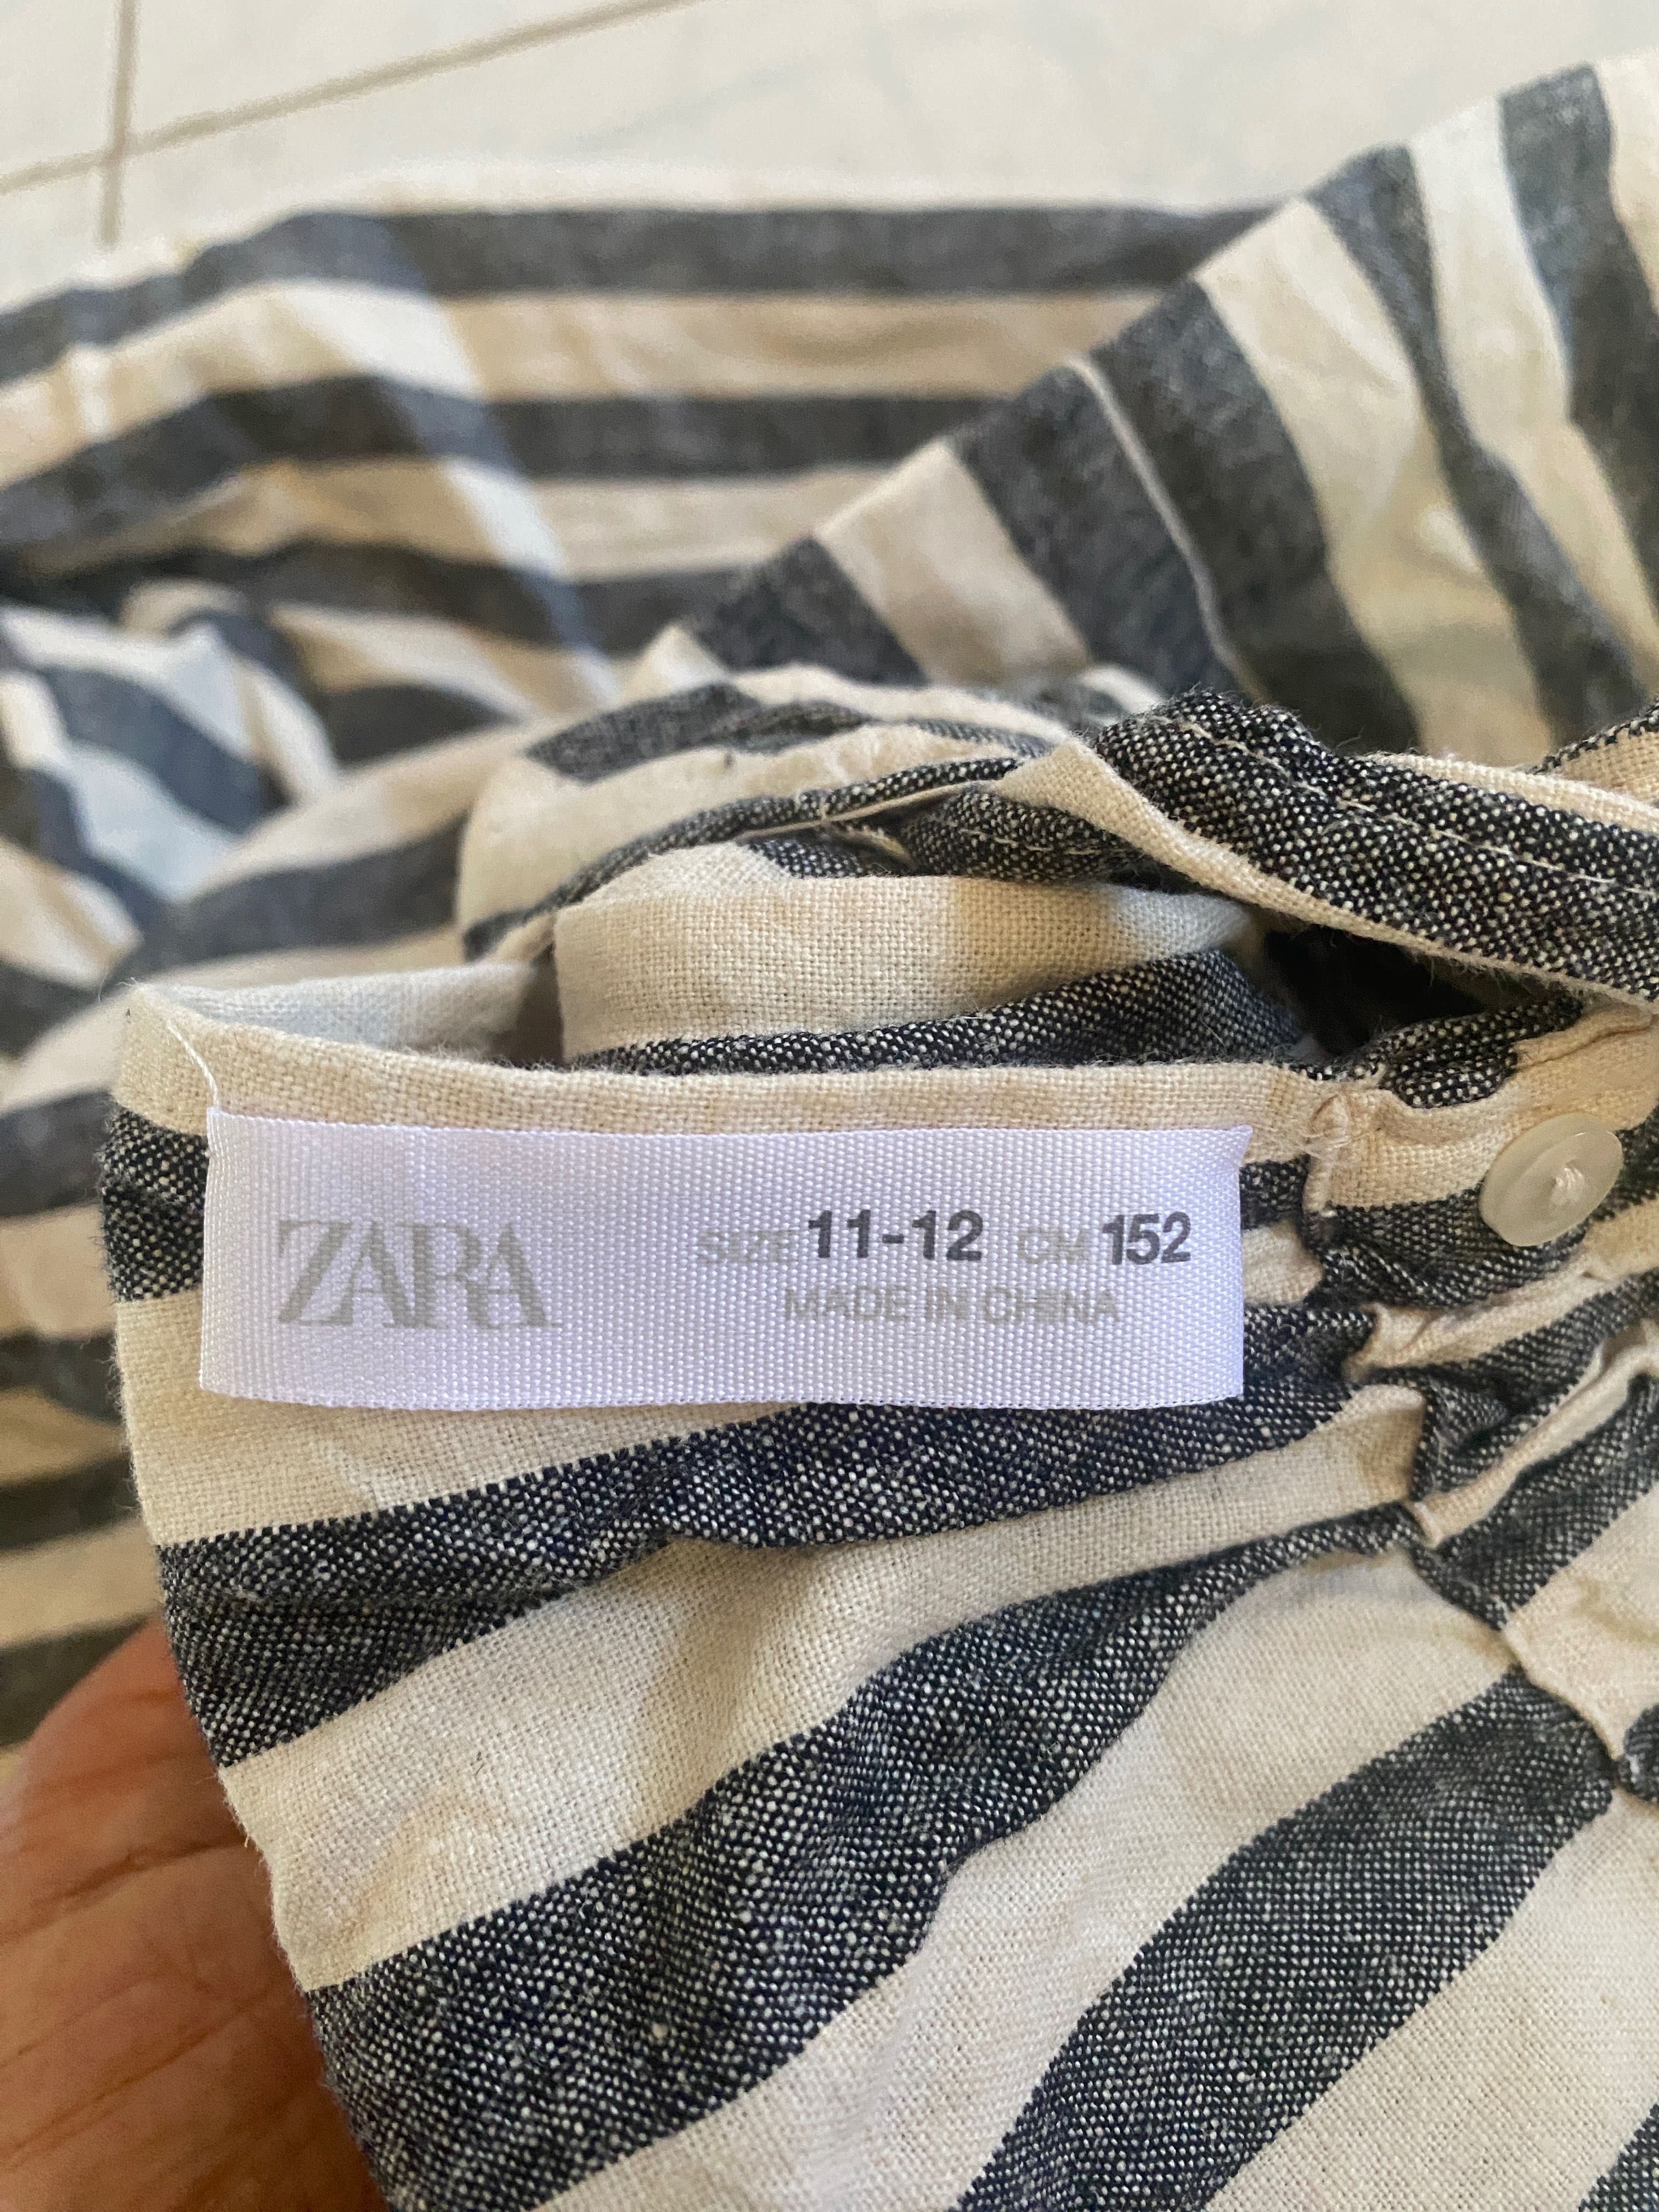 ZARA
SIZE 11-12 CM 152
MADE IN CHINA